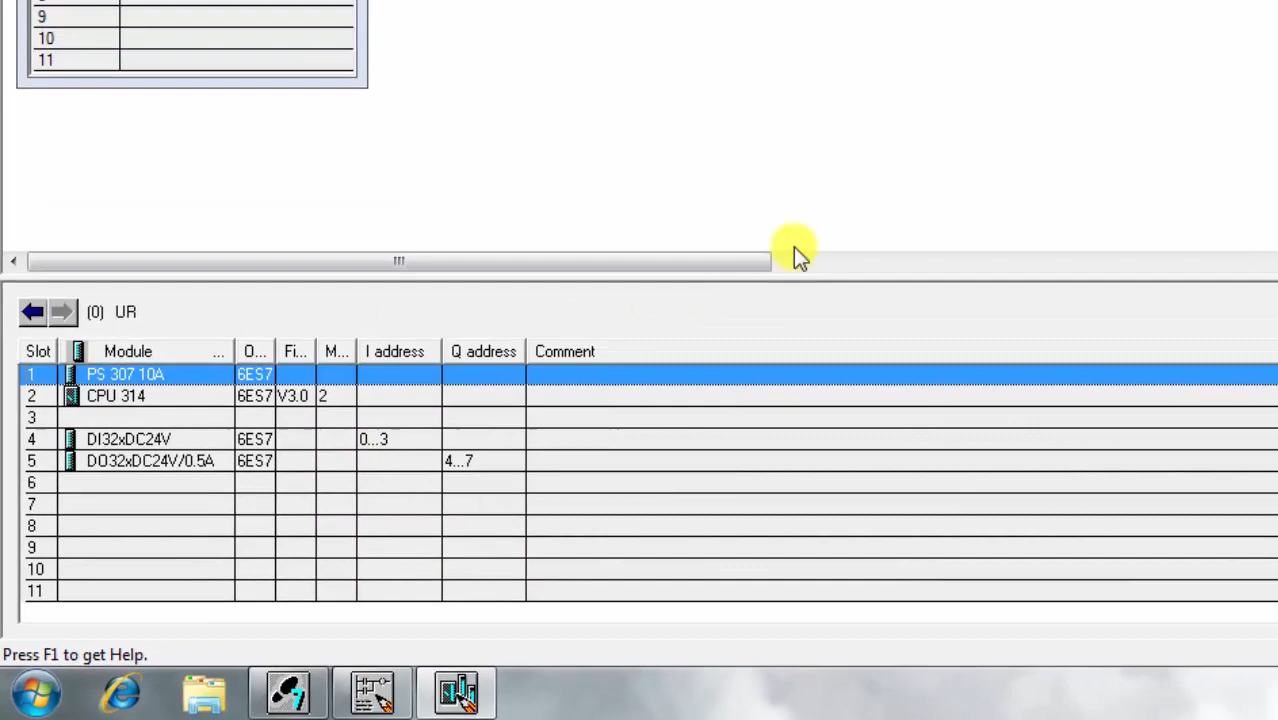 9
10
11
(0) UR
Slot Module ... O... Fi... M... I address Q address Comment
1 PS 307 10A 6ES7
2 CPU 314 6ES7 V3.0 2
3
4 DI32xDC24V 6ES7 0...3
5 DO32xDC24V/0.5A 6ES7 4...7
6
7
8
9
10
11
Press F1 to get Help.